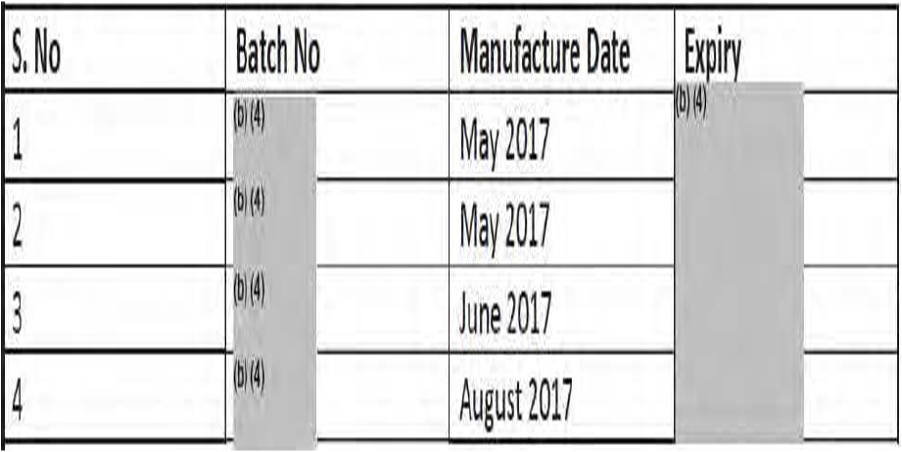 S. No Batch No Manufacture Date Expiry
1 (b) (4) May 2017 (b) (4)
2 (b) (4) May 2017
3 (b) (4) June 2017
4 (b) (4) August 2017